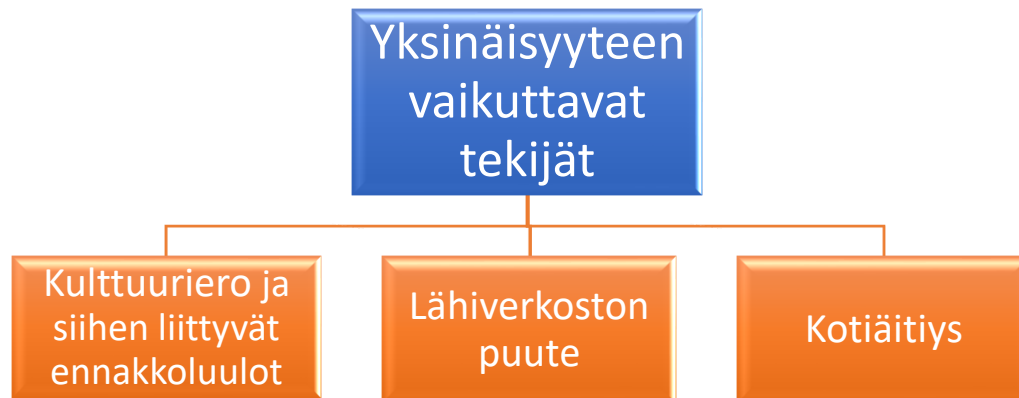 Yksinäisyyteen
vaikuttavat
tekijät
Kulttuuriero ja
siihen liittyvät
ennakkoluulot
Lähiverkoston
puute
Kotiäitiys